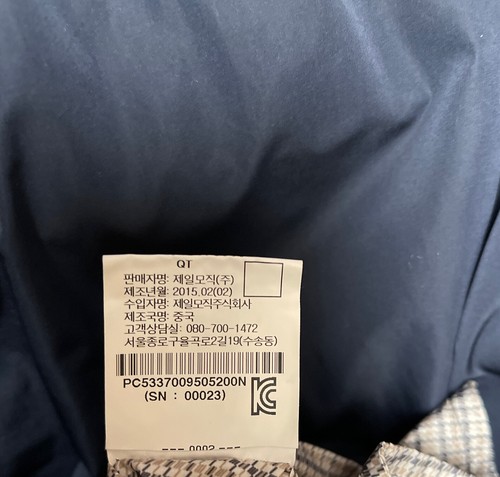 QT
판매자명: 제일모직(주)
제조년월: 2015.02(02)
수입자명: 제일모직주식회사
제조국명: 중국
고객상담실: 080-700-1472
서울종로구율곡로2길19(수송동)
PC5337009505200N
(SN : 00023)
--- 0002 ---